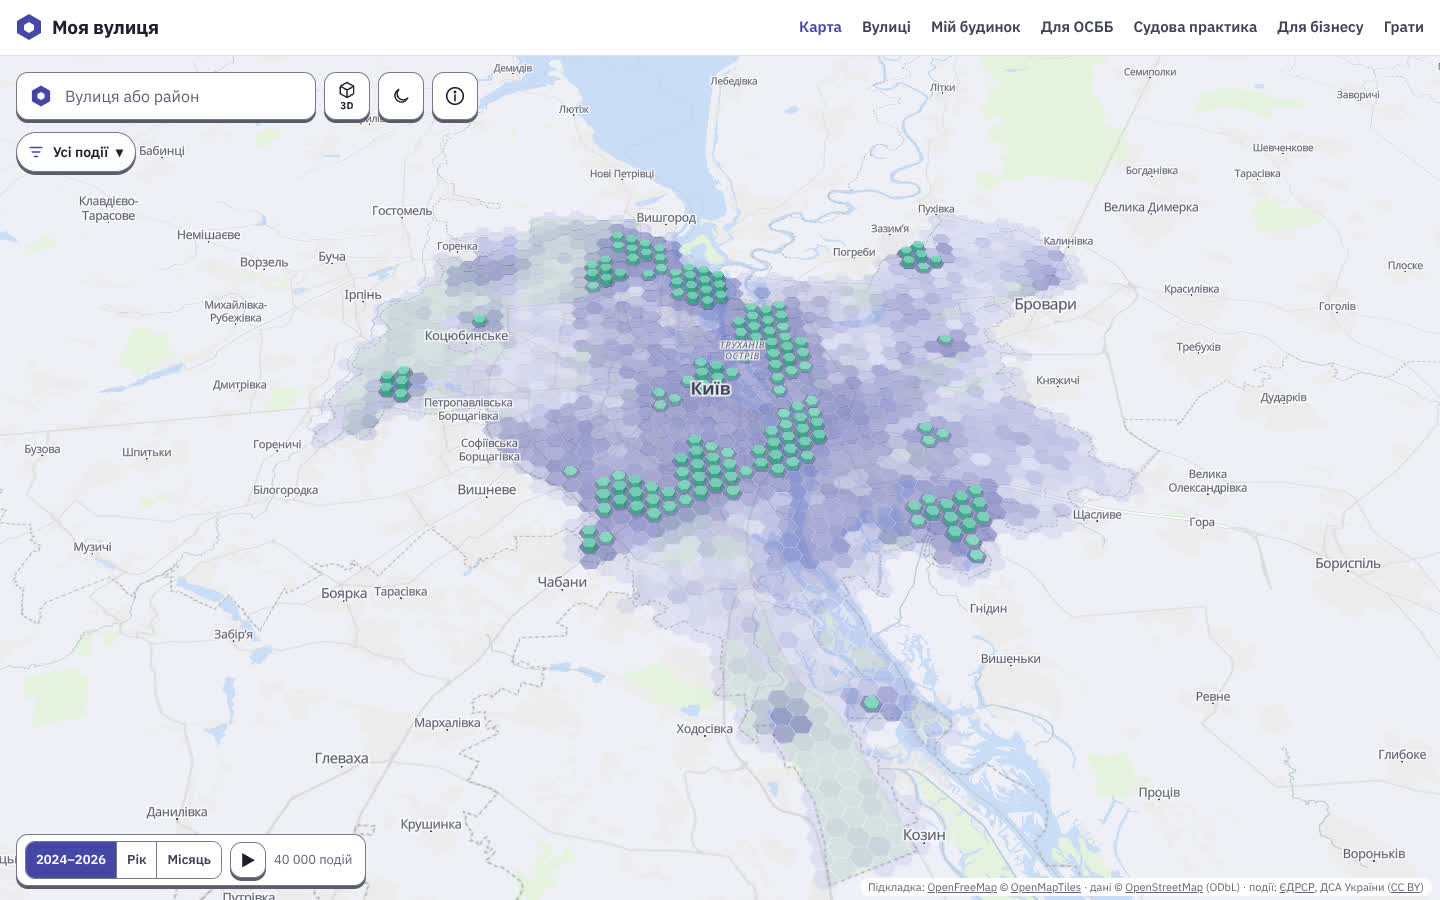 Моя вулиця
Карта
Вулиці
Мій будинок
Для ОСББ
Судова практика
Для бізнесу
Грати
Вулиця або район
3D
Усі події ▾
Демидів
Лебедівка
Семиполки
Літки
Заворичі
Лютіж
Бабинці
Шевченкове
Нові Петрівці
Богданівка
Тарасівка
Клавдієво-
Тарасове
Гостомель
Вишгород
Пухівка
Велика Димерка
Зазим'я
Немішаєве
Горенка
Погреби
Калинівка
Буча
Ворзель
Плоске
Красилівка
Ірпінь
Михайлівка-
Рубежівка
Бровари
Гоголів
Коцюбинське
ТРУХАНІВ
ОСТРІВ
Требухів
Дмитрівка
Київ
Княжичі
Дударків
Петропавлівська
Борщагівка
Бузова
Шпитьки
Гореничі
Софіївська
Борщагівка
Білогородка
Вишневе
Велика
Олександрівка
Щасливе
Гора
Музичі
Бориспіль
Чабани
Боярка
Тарасівка
Гнідин
Забір'я
Вишеньки
Ревне
Мархалівка
Ходосівка
Глеваха
Глибоке
Проців
Данилівка
Крушинка
Козин
Вороньків
2024–2026
Рік
Місяць
40 000 подій
Путрівка
Підкладка: OpenFreeMap © OpenMapTiles · дані © OpenStreetMap (ODbL) · події: ЄДРСР, ДСА України (CC BY)